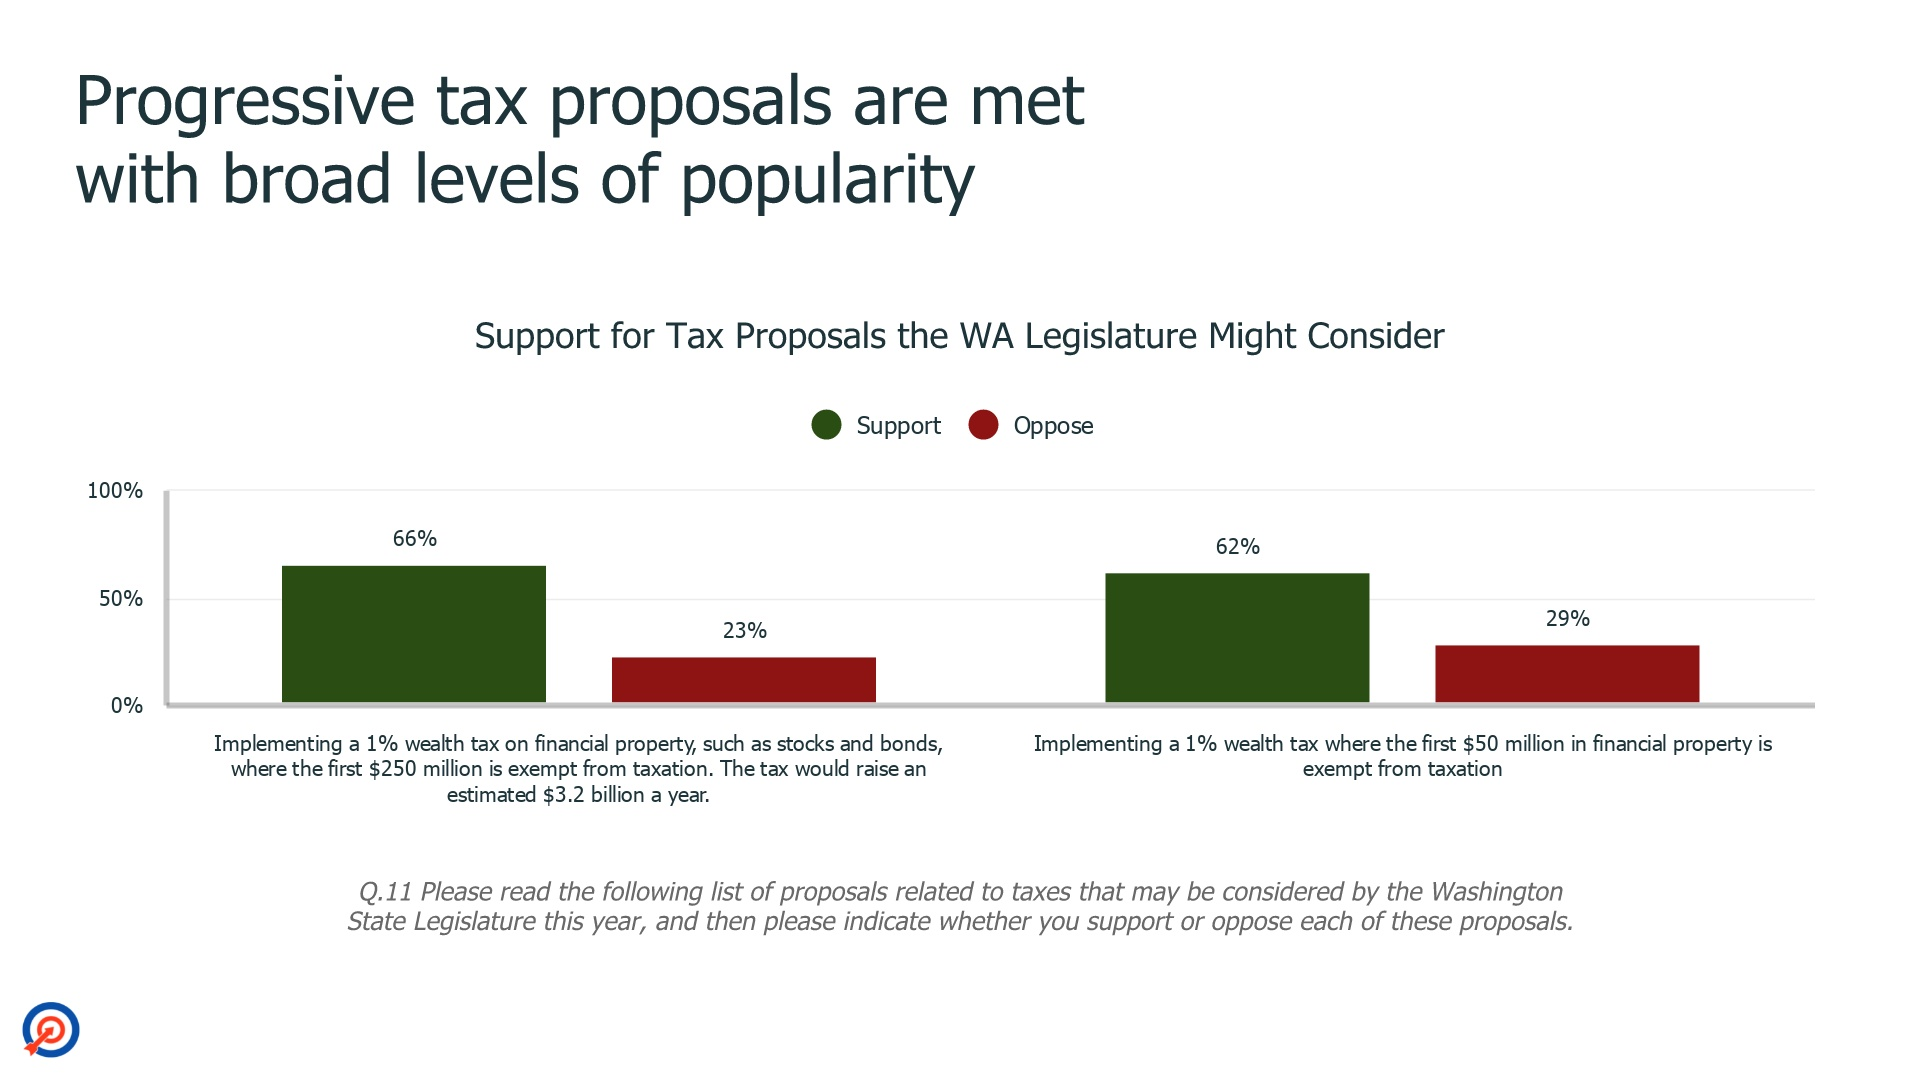 Progressive tax proposals are met
with broad levels of popularity
Support for Tax Proposals the WA Legislature Might Consider
Support
Oppose
100%
50%
0%
66%
23%
62%
29%
Implementing a 1% wealth tax on financial property, such as stocks and bonds,
where the first $250 million is exempt from taxation. The tax would raise an
estimated $3.2 billion a year.
Implementing a 1% wealth tax where the first $50 million in financial property is
exempt from taxation
Q.11 Please read the following list of proposals related to taxes that may be considered by the Washington
State Legislature this year, and then please indicate whether you support or oppose each of these proposals.